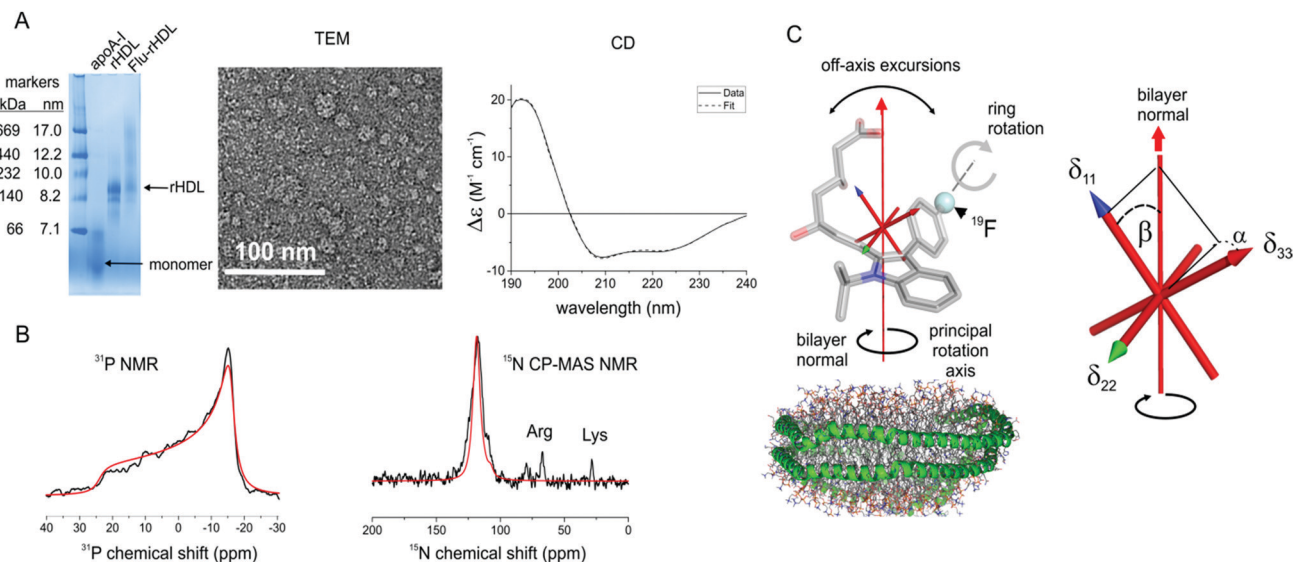 A
apoA-I
rHDL
Flu-rHDL
markers
kDa nm
669 17.0
440 12.2
232 10.0
140 8.2
66 7.1
rHDL
monomer
TEM
100 nm
CD
Data
Fit
20
10
0
-10
Δε (M⁻¹ cm⁻¹)
190 200 210 220 230 240
wavelength (nm)
B
³¹P NMR
40 30 20 10 0 -10 -20 -30
³¹P chemical shift (ppm)
¹⁵N CP-MAS NMR
Arg
Lys
200 150 100 50 0
¹⁵N chemical shift (ppm)
C
off-axis excursions
ring
rotation
¹⁹F
bilayer
normal
principal
rotation
axis
bilayer
normal
δ₁₁
β
α
δ₃₃
δ₂₂